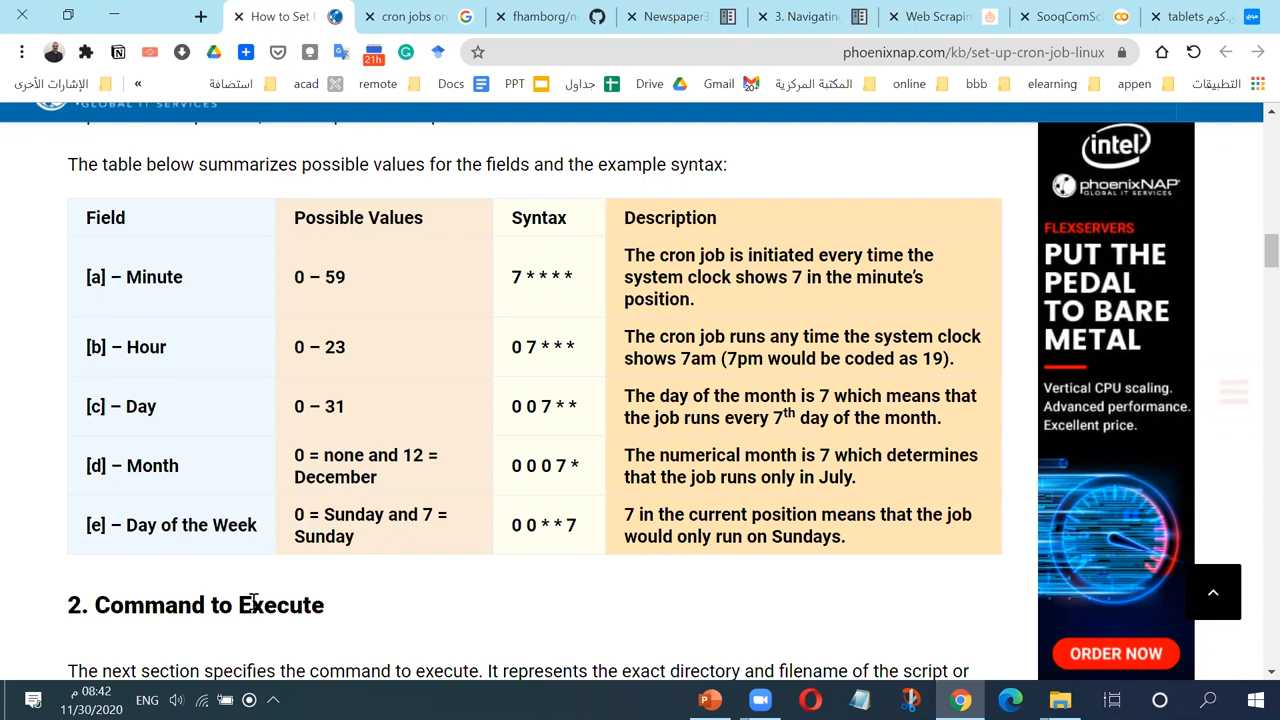 How to Set U
cron jobs on
fhamborg/n
Newspaper3
3. Navigatin
Web Scrapin
SooqComSc
tablets كوم.
21h
phoenixnap.com/kb/set-up-cron-job-linux
الإشارات الأخرى
«
استضافة
acad
remote
Docs
PPT
جداول
Drive
المكتبة المركزية
Gmail
20+
online
bbb
elearning
appen
التطبيقات
GLOBAL IT SERVICES
The table below summarizes possible values for the fields and the example syntax:
Field Possible Values Syntax Description
[a] – Minute 0 – 59 7 * * * * The cron job is initiated every time the
system clock shows 7 in the minute's
position.
[b] – Hour 0 – 23 0 7 * * * The cron job runs any time the system clock
shows 7am (7pm would be coded as 19).
[c] – Day 0 – 31 0 0 7 * * The day of the month is 7 which means that
the job runs every 7th day of the month.
[d] – Month 0 = none and 12 =
December 0 0 0 7 * The numerical month is 7 which determines
that the job runs only in July.
[e] – Day of the Week 0 = Sunday and 7 =
Sunday 0 0 * * 7 7 in the current position means that the job
would only run on Sundays.
2. Command to Execute
The next section specifies the command to execute. It represents the exact directory and filename of the script or
intel
phoenixNAP
GLOBAL IT SERVICES
FLEXSERVERS
PUT THE
PEDAL
TO BARE
METAL
Vertical CPU scaling.
Advanced performance.
Excellent price.
ORDER NOW
08:42 م
11/30/2020
ENG